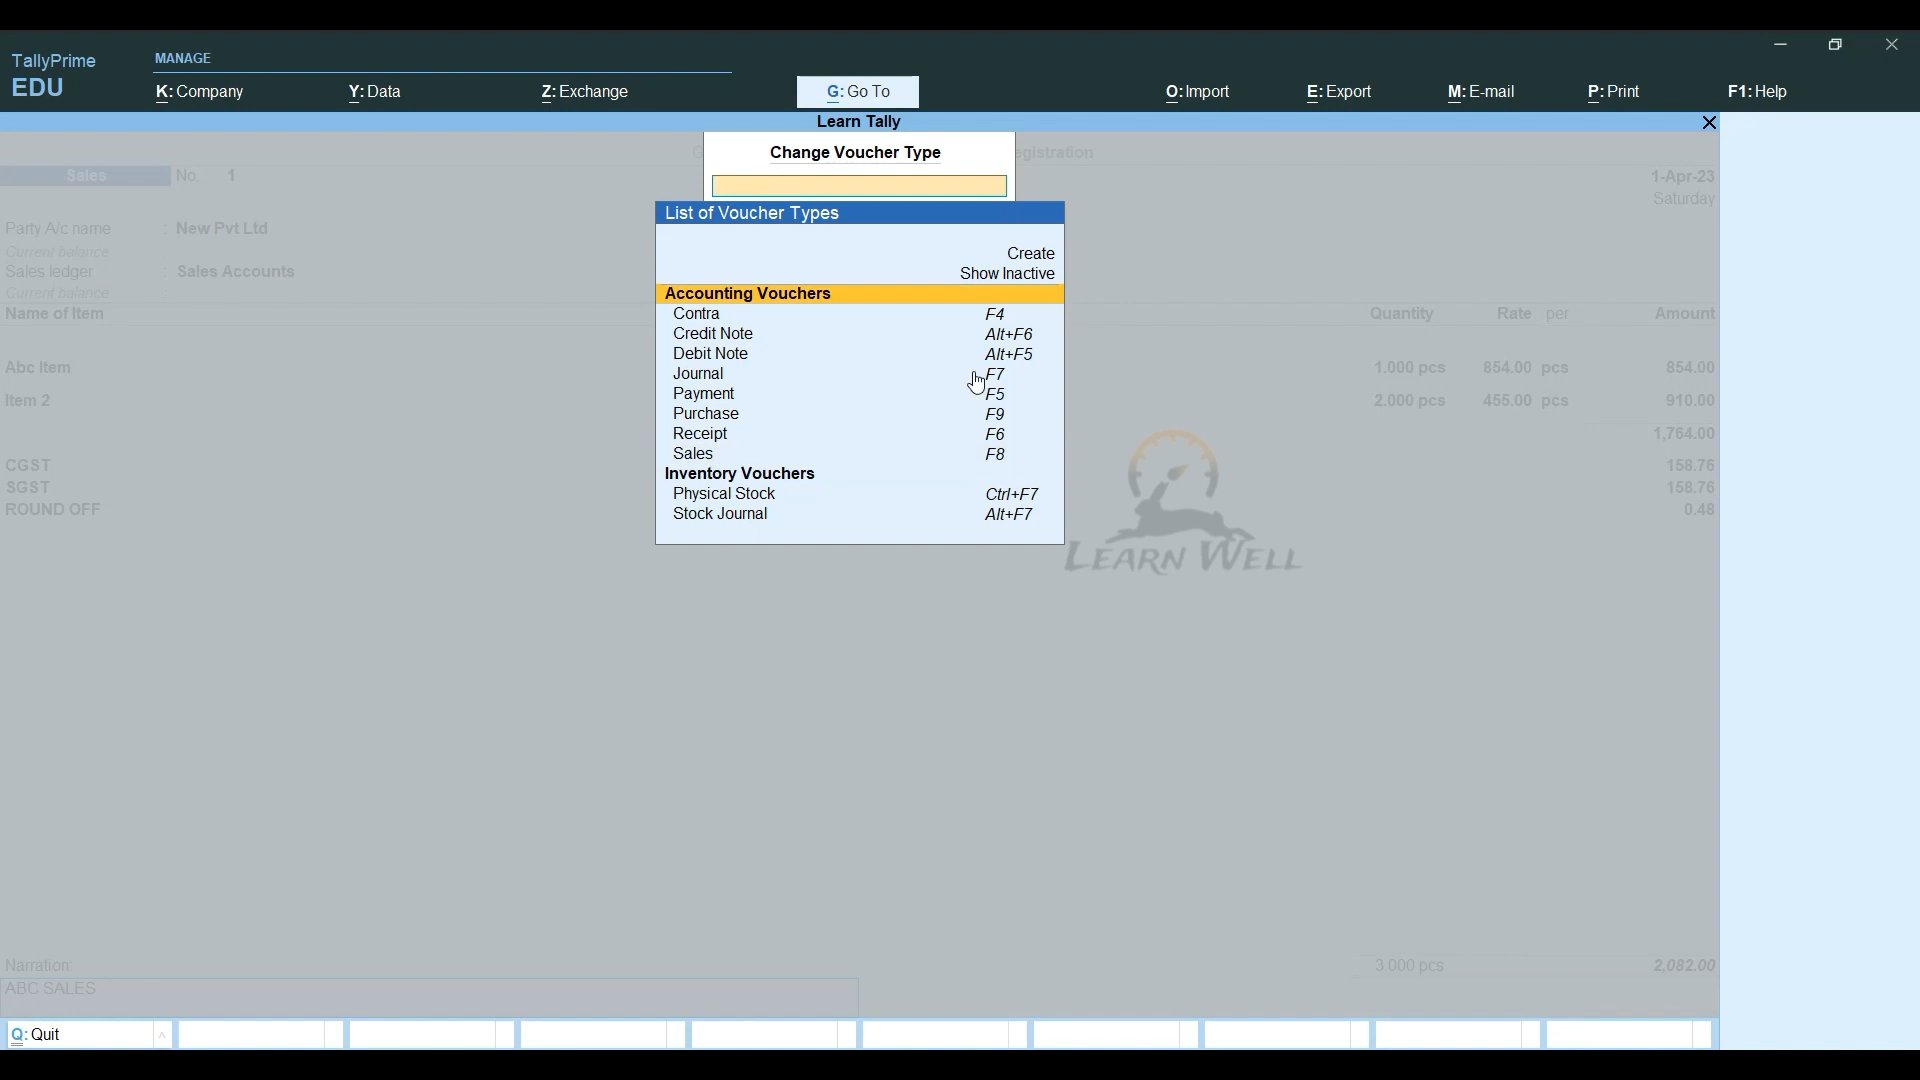 TallyPrime
EDU
MANAGE
K: Company
Y: Data
Z: Exchange
G: Go To
O: Import
E: Export
M: E-mail
P: Print
F1: Help
Learn Tally
Change Voucher Type
egistration
Sales No. 1
1-Apr-23
Saturday
Party A/c name : New Pvt Ltd
Current balance
Sales ledger : Sales Accounts
Current balance
List of Voucher Types
Create
Show Inactive
Accounting Vouchers
Contra F4
Credit Note Alt+F6
Debit Note Alt+F5
Journal F7
Payment F5
Purchase F9
Receipt F6
Sales F8
Inventory Vouchers
Physical Stock Ctrl+F7
Stock Journal Alt+F7
Name of Item Quantity Rate per Amount
Abc Item 1.000 pcs 854.00 pcs 854.00
Item 2 2.000 pcs 455.00 pcs 910.00
1,764.00
CGST 158.76
SGST 158.76
ROUND OFF 0.48
LEARN WELL
Narration: 3.000 pcs 2,082.00
ABC SALES
Q: Quit